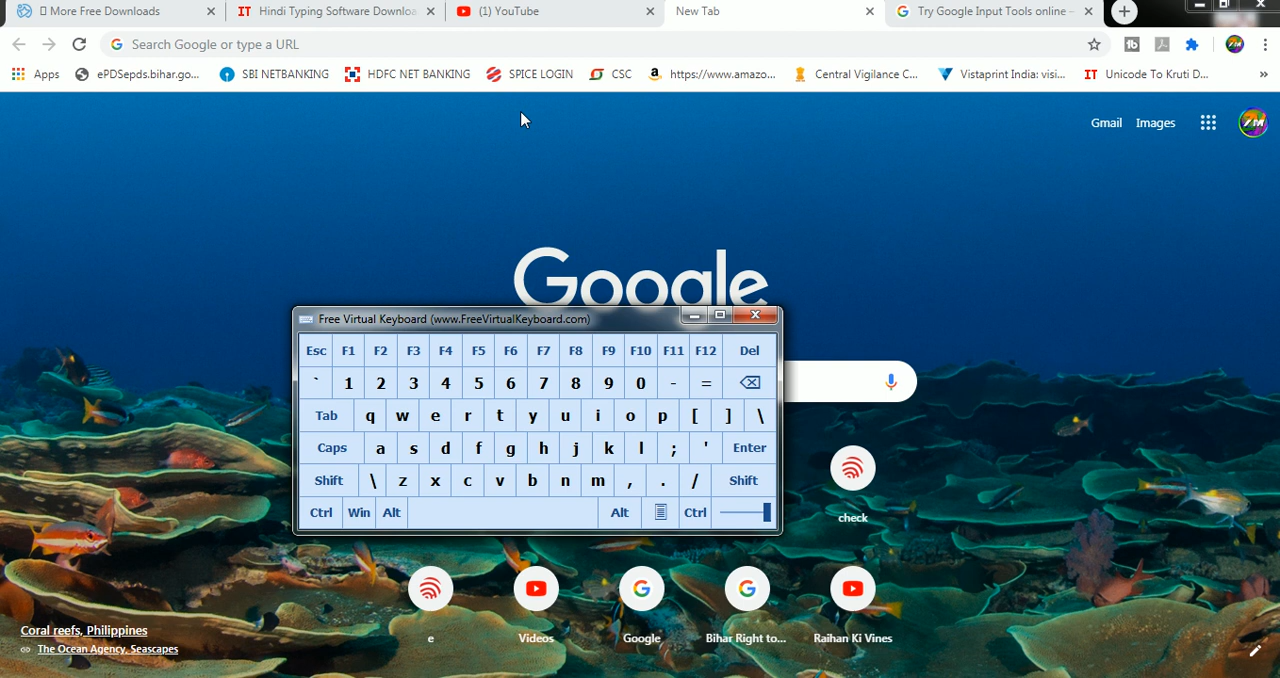 More Free Downloads
Hindi Typing Software Downloa
(1) YouTube
New Tab
Try Google Input Tools online –
Search Google or type a URL
Apps
ePDSepds.bihar.go...
SBI NETBANKING
HDFC NET BANKING
SPICE LOGIN
CSC
https://www.amazo...
Central Vigilance C...
Vistaprint India: visi...
IT Unicode To Kruti D...
Gmail
Images
Google
Free Virtual Keyboard (www.FreeVirtualKeyboard.com)
Esc F1 F2 F3 F4 F5 F6 F7 F8 F9 F10 F11 F12 Del
` 1 2 3 4 5 6 7 8 9 0 - =
Tab q w e r t y u i o p [ ] \
Caps a s d f g h j k l ; ' Enter
Shift \ z x c v b n m , . / Shift
Ctrl Win Alt Alt Ctrl
check
e
Videos
Google
Bihar Right to...
Raihan Ki Vines
Coral reefs, Philippines
The Ocean Agency, Seascapes